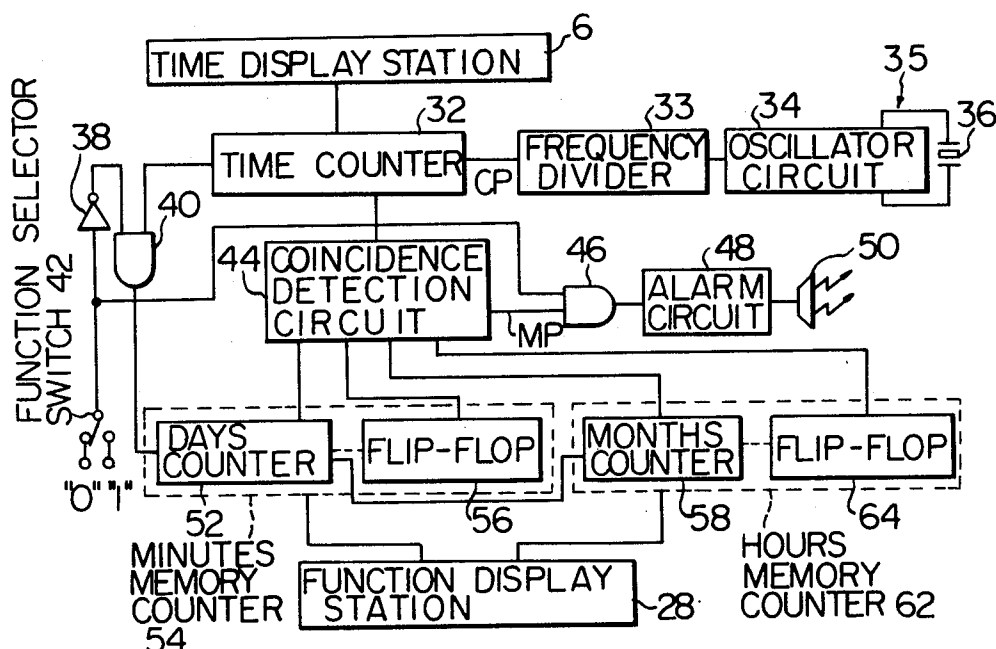 6
TIME DISPLAY STATION
32
33
34
35
36
TIME COUNTER
CP
FREQUENCY
DIVIDER
OSCILLATOR
CIRCUIT
FUNCTION SELECTOR
SWITCH 42
38
40
44
COINCIDENCE
DETECTION
CIRCUIT
MP
46
48
ALARM
CIRCUIT
50
DAYS
COUNTER
FLIP-FLOP
MONTHS
COUNTER
FLIP-FLOP
"0" "1"
52
56
58
64
MINUTES
MEMORY
COUNTER
54
FUNCTION DISPLAY
STATION
28
HOURS
MEMORY
COUNTER 62